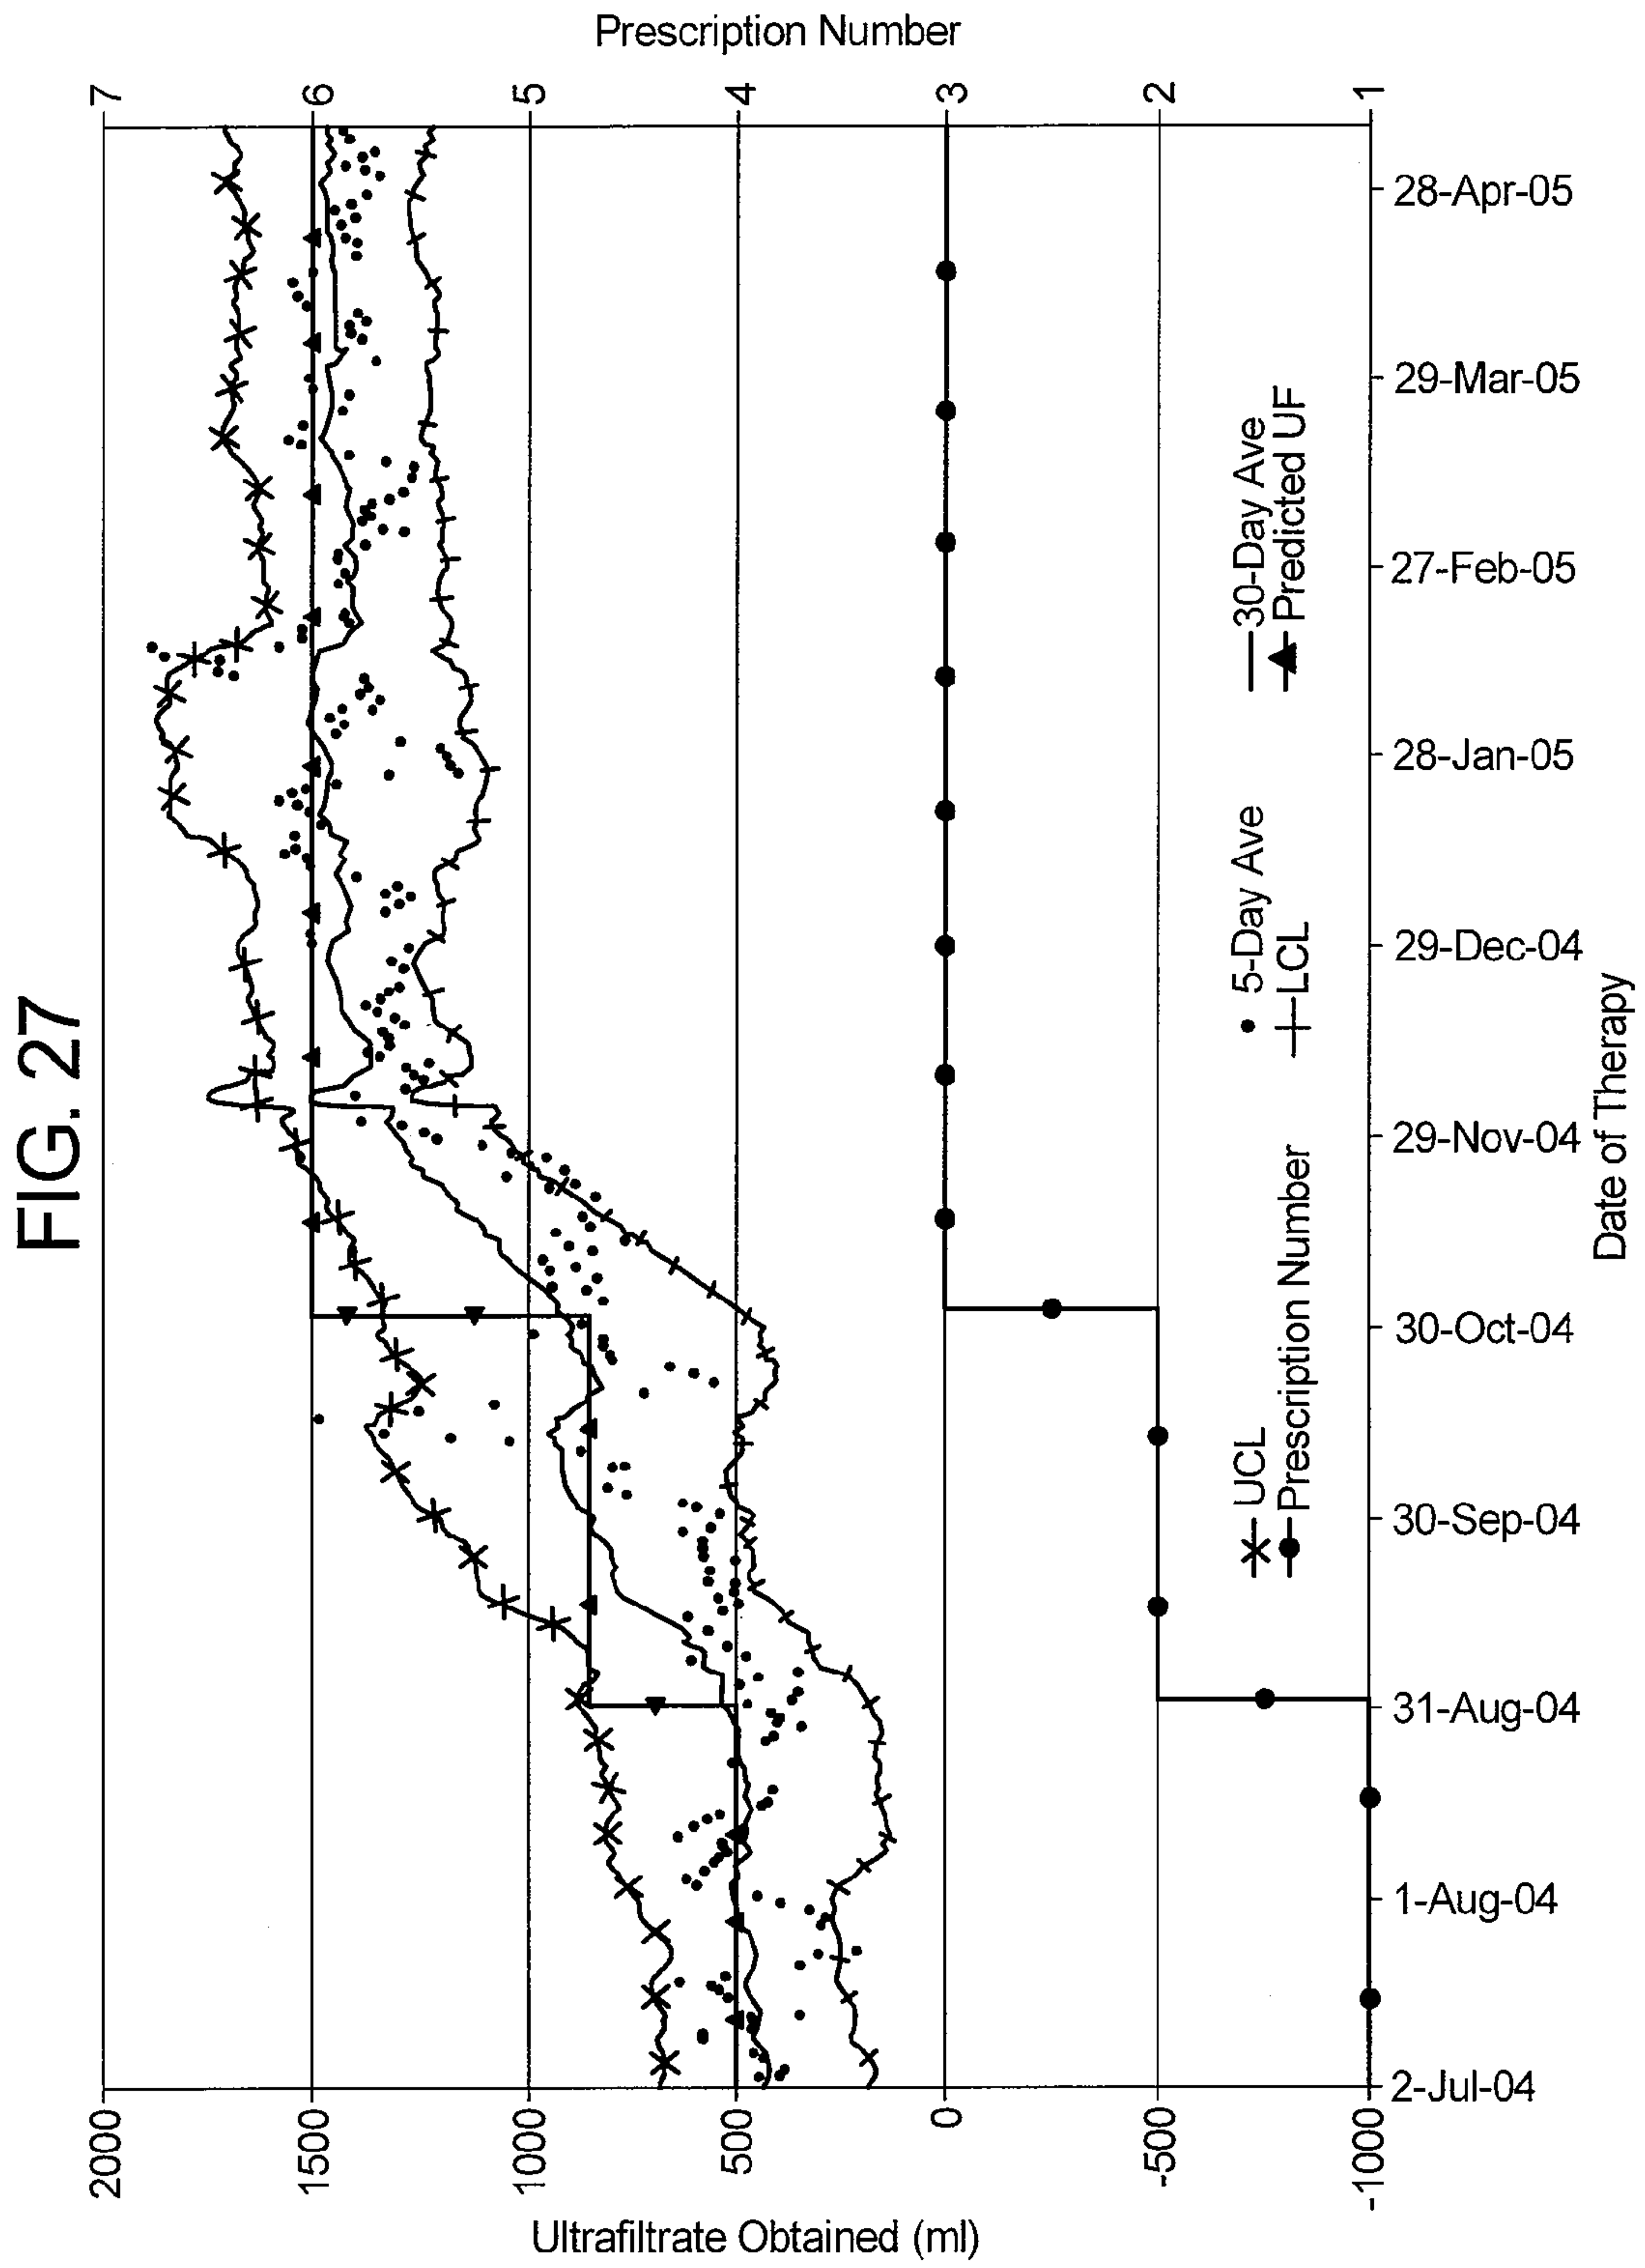 FIG. 27
Ultrafiltrate Obtained (ml)
2000
1500
1000
500
0
-500
-1000
Prescription Number
7
6
5
4
3
2
1
2-Jul-04
1-Aug-04
31-Aug-04
30-Sep-04
30-Oct-04
29-Nov-04
29-Dec-04
28-Jan-05
27-Feb-05
29-Mar-05
28-Apr-05
Date of Therapy
UCL
5-Day Ave
30-Day Ave
Prescription Number
LCL
Predicted UF